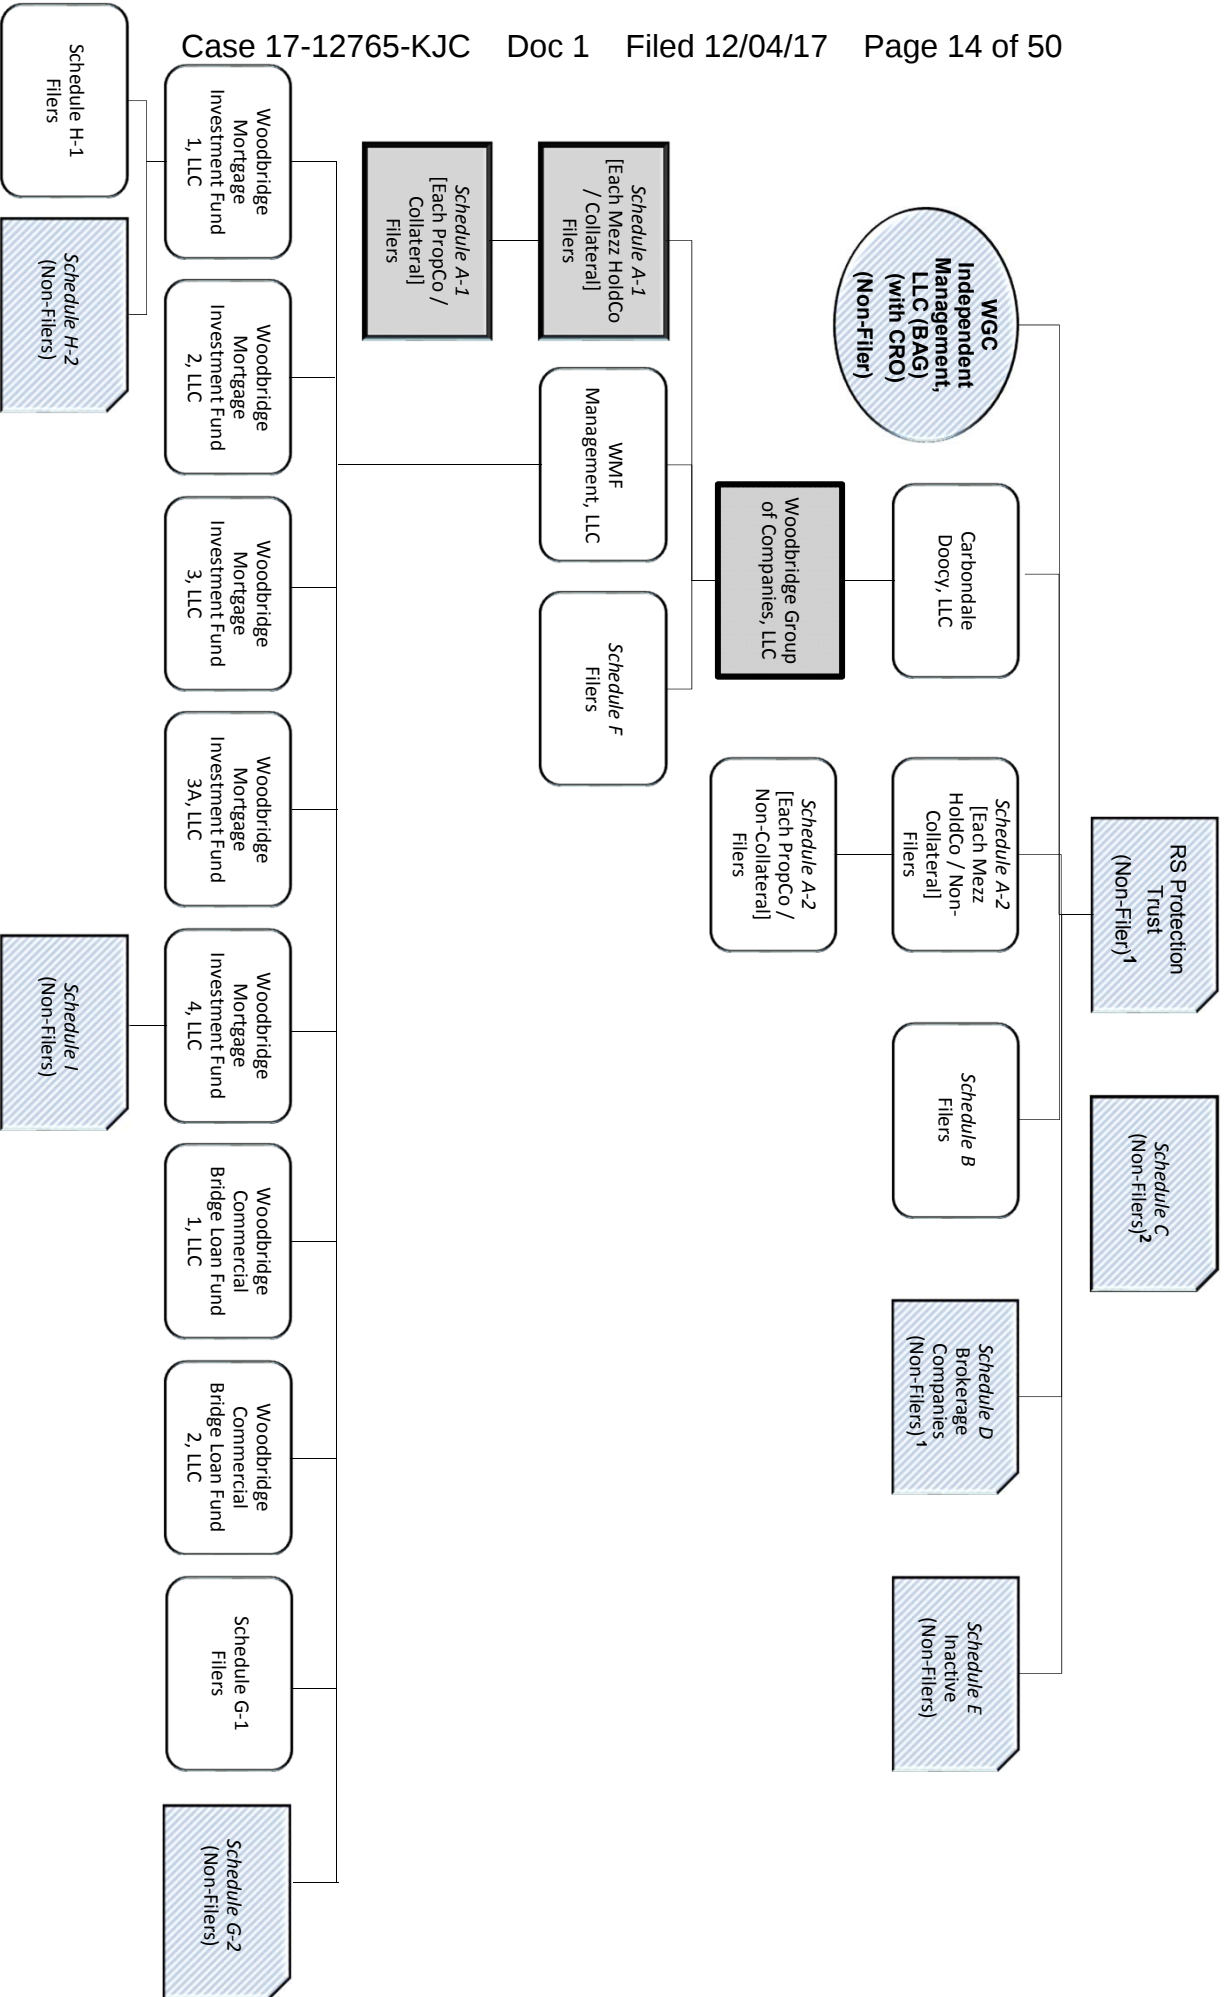 Case 17-12765-KJC Doc 1 Filed 12/04/17 Page 14 of 50
RS Protection
Trust
(Non-Filer)¹
Schedule C
(Non-Filers)²
WGC
Independent
Management,
LLC (BAG)
(with CRO)
(Non-Filer)
Carbondale
Doocy, LLC
Schedule A-2
[Each Mezz
HoldCo / Non-
Collateral]
Filers
Schedule B
Filers
Schedule D
Brokerage
Companies
(Non-Filers) ¹
Schedule E
Inactive
(Non-Filers)
Woodbridge Group
of Companies, LLC
Schedule A-2
[Each PropCo /
Non-Collateral]
Filers
Schedule A-1
[Each Mezz HoldCo
/ Collateral]
Filers
WMF
Management, LLC
Schedule F
Filers
Schedule A-1
[Each PropCo /
Collateral]
Filers
Woodbridge
Mortgage
Investment Fund
1, LLC
Woodbridge
Mortgage
Investment Fund
2, LLC
Woodbridge
Mortgage
Investment Fund
3, LLC
Woodbridge
Mortgage
Investment Fund
3A, LLC
Woodbridge
Mortgage
Investment Fund
4, LLC
Woodbridge
Commercial
Bridge Loan Fund
1, LLC
Woodbridge
Commercial
Bridge Loan Fund
2, LLC
Schedule G-1
Filers
Schedule G-2
(Non-Filers)
Schedule H-1
Filers
Schedule H-2
(Non-Filers)
Schedule I
(Non-Filers)